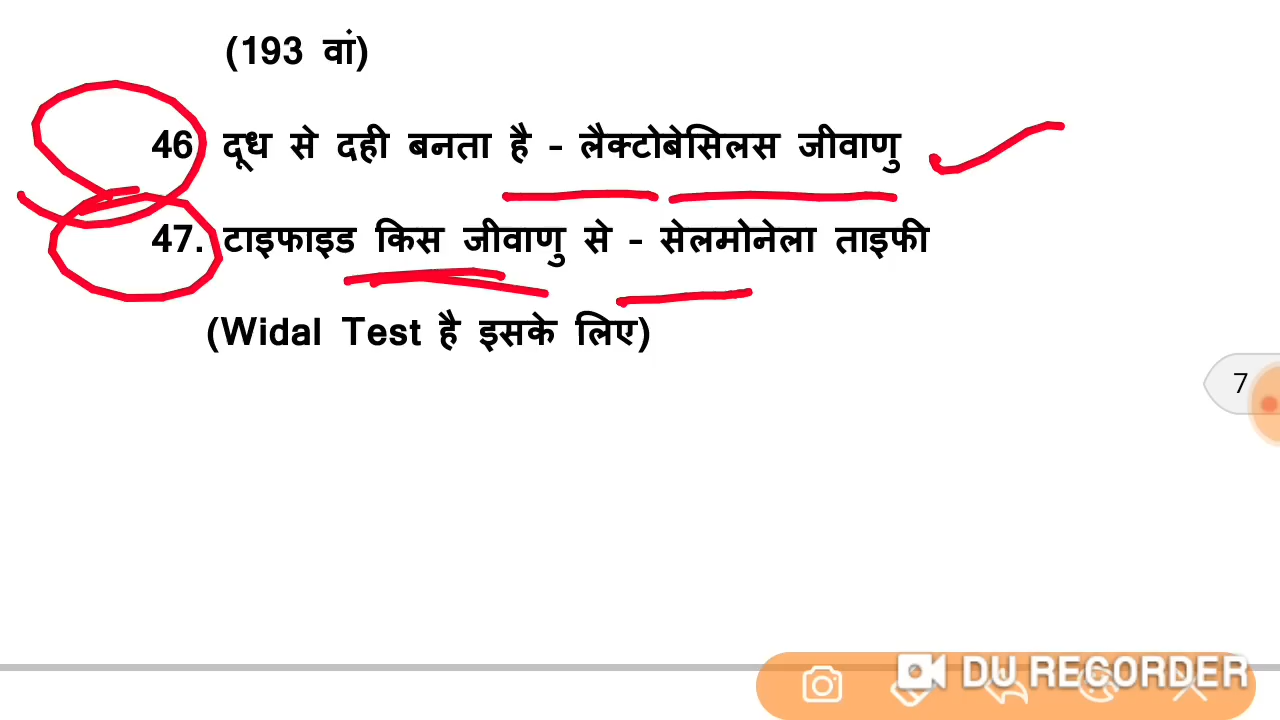 (193 वां)
46. दूध से दही बनता है - लैक्टोबेसिलस जीवाणु
47. टाइफाइड किस जीवाणु से - सेलमोनेला ताइफी
(Widal Test है इसके लिए)
7
DU RECORDER